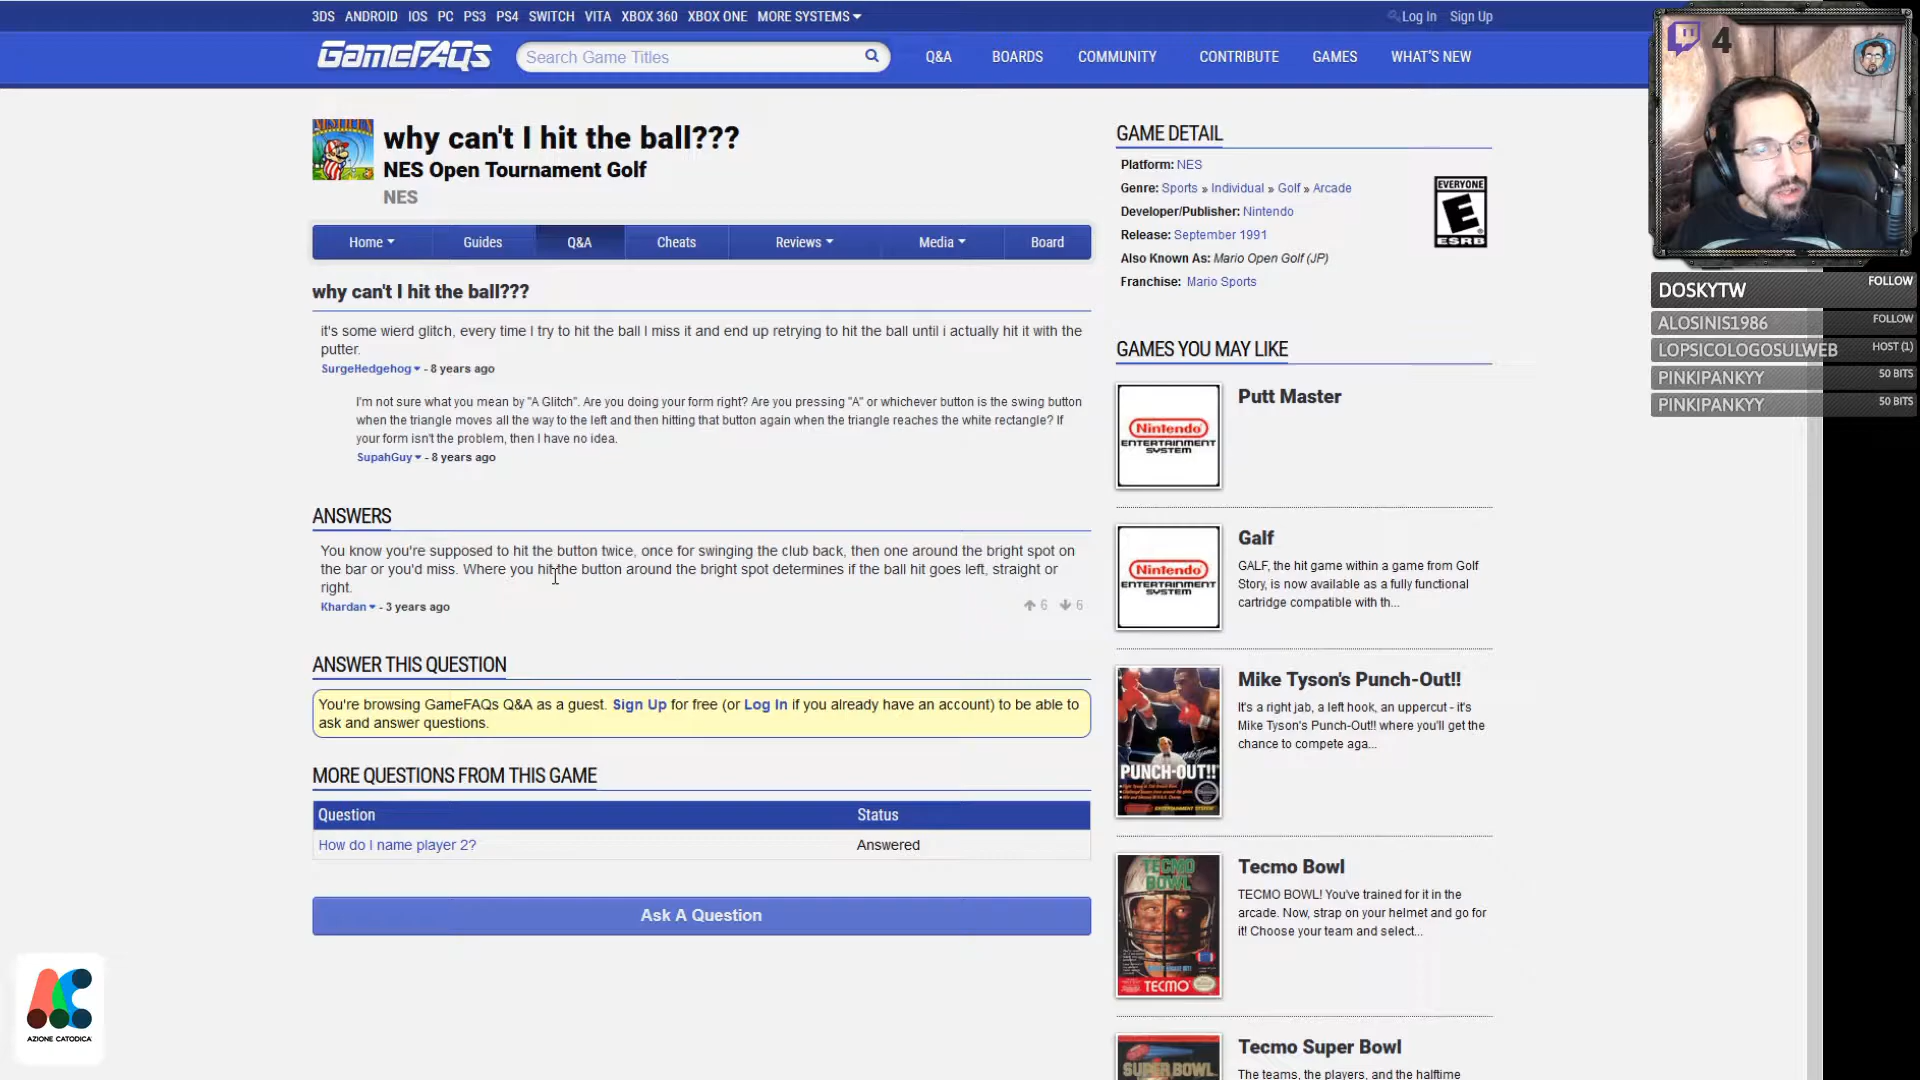 3DS ANDROID IOS PC PS3 PS4 SWITCH VITA XBOX 360 XBOX ONE MORE SYSTEMS
Log In Sign Up
GameFAQs
Search Game Titles
Q&A BOARDS COMMUNITY CONTRIBUTE GAMES WHAT'S NEW
4
why can't I hit the ball???
NES Open Tournament Golf
NES
Home Guides Q&A Cheats Reviews Media Board
why can't I hit the ball???
it's some wierd glitch, every time I try to hit the ball I miss it and end up retrying to hit the ball until i actually hit it with the
putter.
SurgeHedgehog - 8 years ago
I'm not sure what you mean by "A Glitch". Are you doing your form right? Are you pressing "A" or whichever button is the swing button
when the triangle moves all the way to the left and then hitting that button again when the triangle reaches the white rectangle? If
your form isn't the problem, then I have no idea.
SupahGuy - 8 years ago
ANSWERS
You know you're supposed to hit the button twice, once for swinging the club back, then one around the bright spot on
the bar or you'd miss. Where you hit the button around the bright spot determines if the ball hit goes left, straight or
right.
Khardan - 3 years ago
6 6
ANSWER THIS QUESTION
You're browsing GameFAQs Q&A as a guest. Sign Up for free (or Log In if you already have an account) to be able to
ask and answer questions.
MORE QUESTIONS FROM THIS GAME
Question Status
How do I name player 2? Answered
Ask A Question
GAME DETAIL
Platform: NES
Genre: Sports » Individual » Golf » Arcade
Developer/Publisher: Nintendo
Release: September 1991
Also Known As: Mario Open Golf (JP)
Franchise: Mario Sports
EVERYONE
E
ESRB
GAMES YOU MAY LIKE
Nintendo
ENTERTAINMENT
SYSTEM
Putt Master
Nintendo
ENTERTAINMENT
SYSTEM
Galf
GALF, the hit game within a game from Golf
Story, is now available as a fully functional
cartridge compatible with th...
PUNCH-OUT!!
Mike Tyson's Punch-Out!!
It's a right jab, a left hook, an uppercut - it's
Mike Tyson's Punch-Out!! where you'll get the
chance to compete aga...
TECMO
BOWL
TECMO
Tecmo Bowl
TECMO BOWL! You've trained for it in the
arcade. Now, strap on your helmet and go for
it! Choose your team and select...
SUPER BOWL
Tecmo Super Bowl
The teams, the players, and the halftime
DOSKYTW FOLLOW
ALOSINIS1986 FOLLOW
LOPSICOLOGOSULWEB HOST (1)
PINKIPANKYY 50 BITS
PINKIPANKYY 50 BITS
AZIONE CATODICA